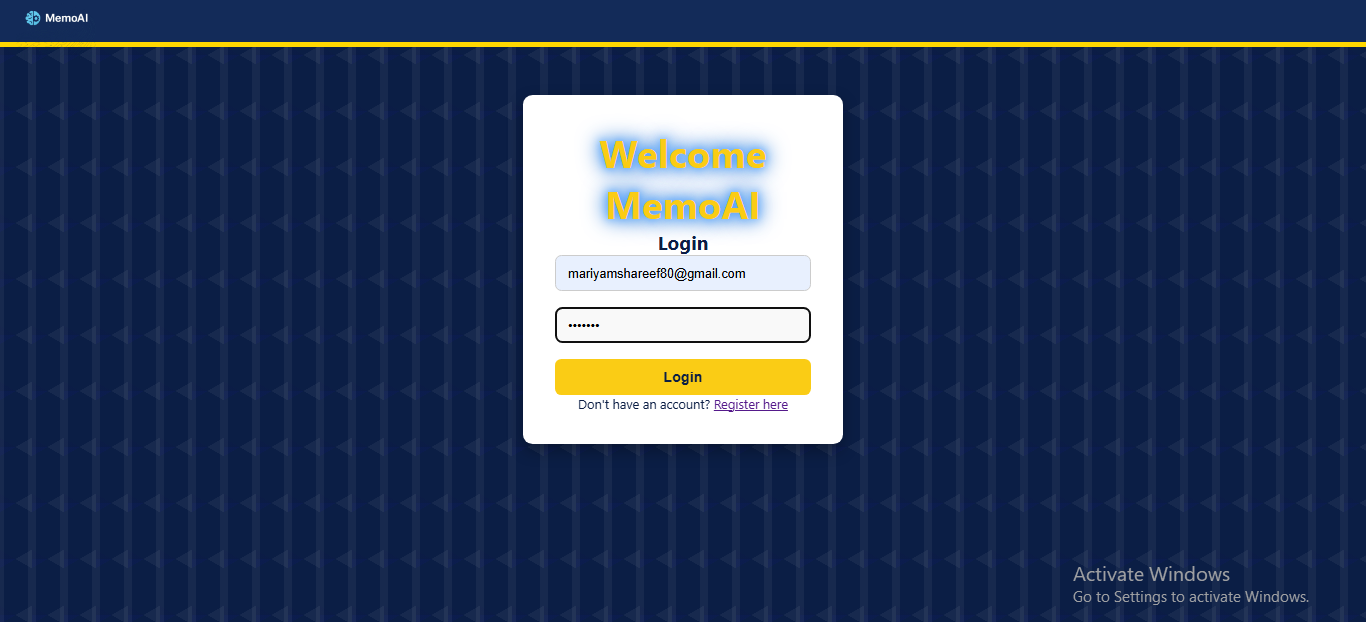 MemoAI
Welcome
MemoAI
Login
mariyamshareef80@gmail.com
•••••••
Login
Don't have an account? Register here
Activate Windows
Go to Settings to activate Windows.